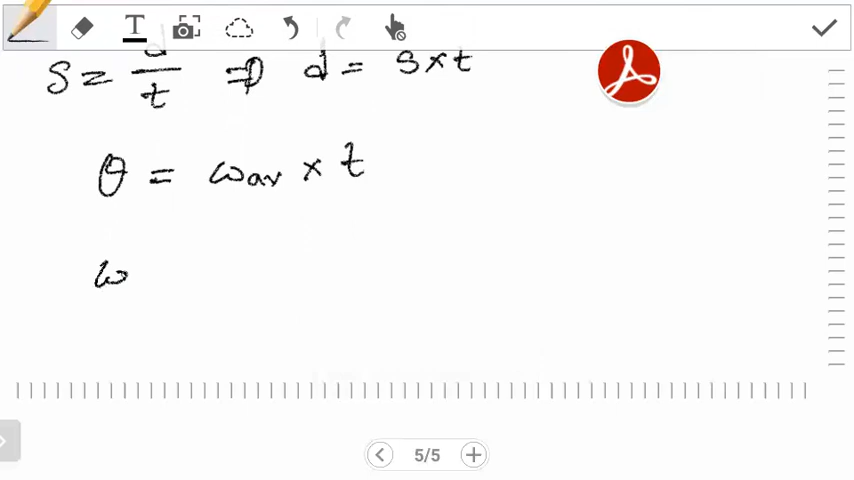 T
S = d/t ⇒ d = s × t
θ = ωav × t
ω
5/5